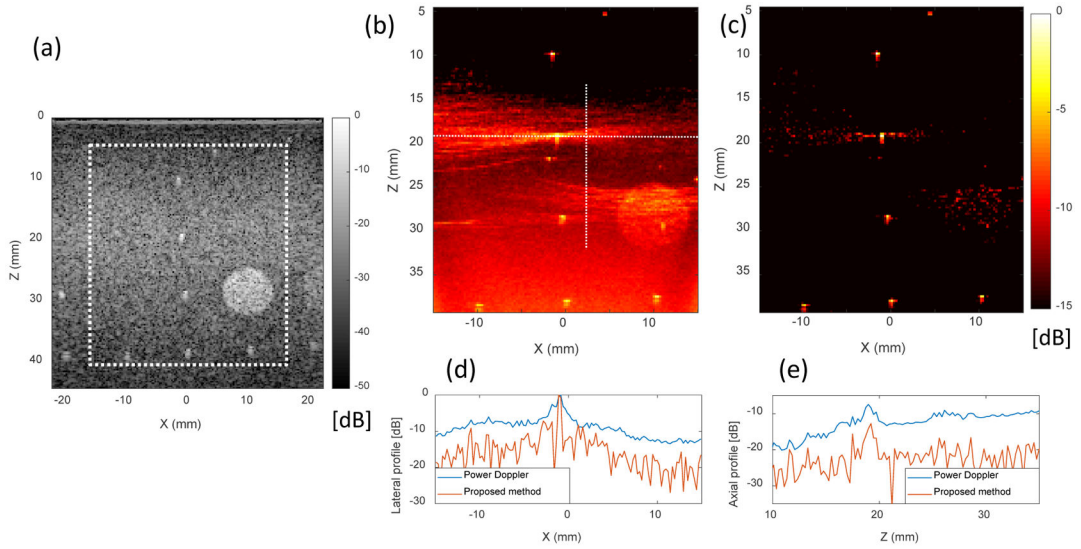 (a)
0
10
20
30
40
Z (mm)
-20
-10
0
10
20
X (mm)
0
-10
-20
-30
-40
-50
[dB]
(b)
5
10
15
20
25
30
35
Z (mm)
-10
0
10
X (mm)
(c)
5
10
15
20
25
30
35
Z (mm)
-10
0
10
X (mm)
0
-5
-10
-15
[dB]
(d)
0
-10
-20
-30
Lateral profile [dB]
Power Doppler
Proposed method
-10
0
10
X (mm)
(e)
-10
-20
-30
Axial profile [dB]
Power Doppler
Proposed method
10
20
30
Z (mm)